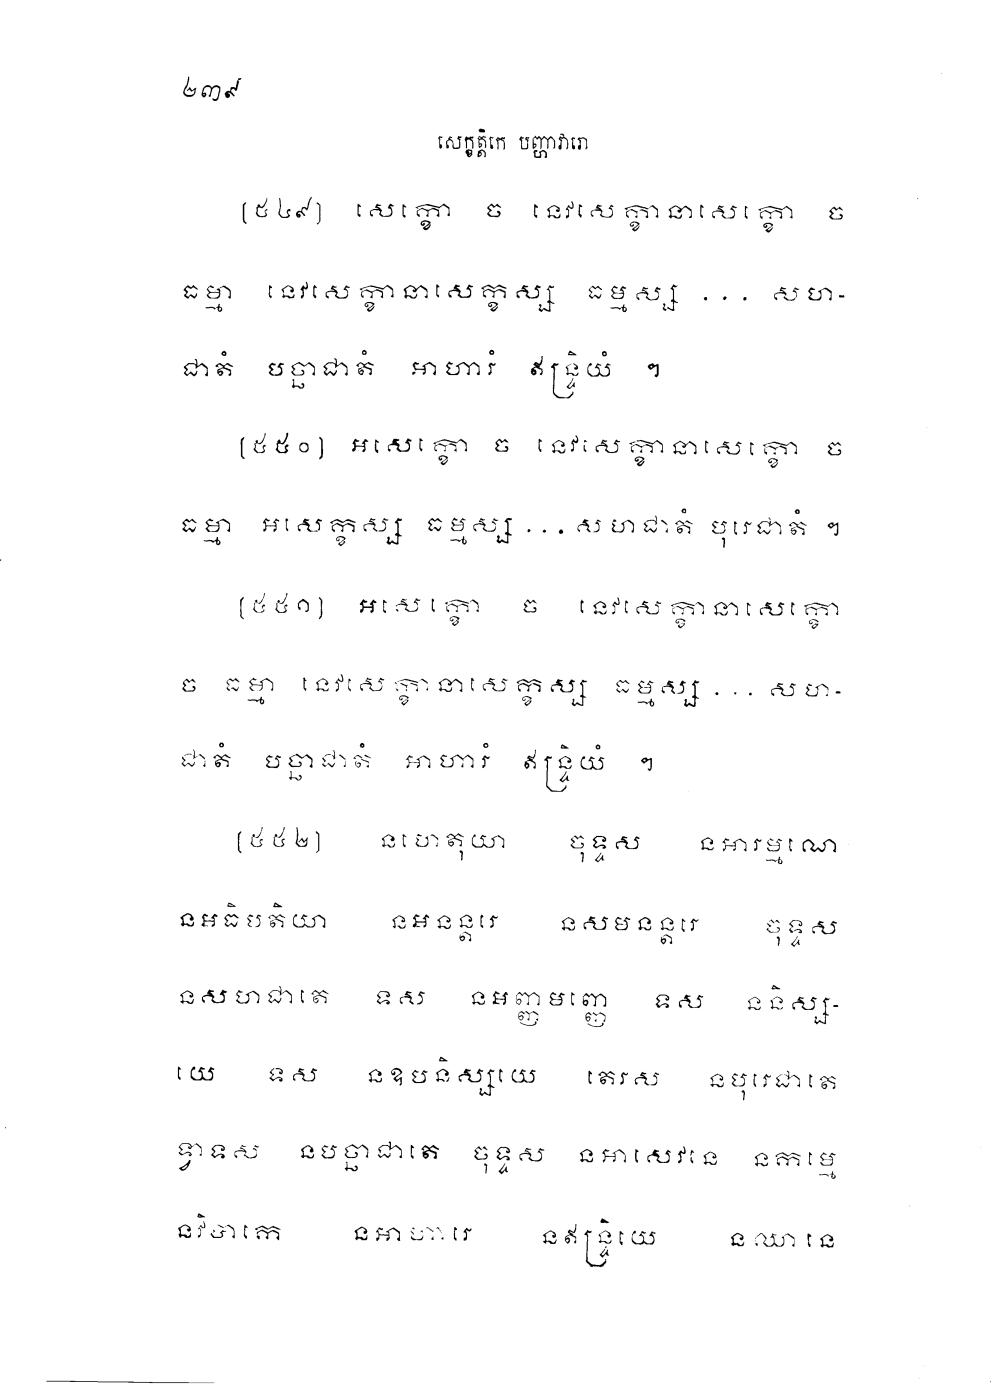 ២៣៩
សេក្ខត្តិកេ បញ្ហាវារោ
(៥៤៩) សេក្ខោ ច នេវសេក្ខានាសេក្ខោ ច
ធម្មា នេវសេក្ខានាសេក្ខស្ស ធម្មស្ស ... សហ-
ជាតំ បច្ឆាជាតំ អាហារំ ឥន្ទ្រិយំ ។
(៥៥០) អសេក្ខោ ច នេវសេក្ខានាសេក្ខោ ច
ធម្មា អសេក្ខស្ស ធម្មស្ស ... សហជាតំ បុរេជាតំ ។
(៥៥១) អសេក្ខោ ច នេវសេក្ខានាសេក្ខោ
ច ធម្មា នេវសេក្ខានាសេក្ខស្ស ធម្មស្ស ... សហ-
ជាតំ បច្ឆាជាតំ អាហារំ ឥន្ទ្រិយំ ។
(៥៥២) នហេតុយា ចុទ្ទស នអារម្មណេ
នអធិបតិយា នអនន្តរេ នសមនន្តរេ ចុទ្ទស
នសហជាតេ ទស នអញ្ញមញ្ញេ ទស ននិស្ស-
យេ ទស នឧបនិស្សយេ តេរស នបុរេជាតេ
ទ្វាទស នបច្ឆាជាតេ ចុទ្ទស នអាសេវនេ នកម្មេ
នវិបាកេ នអាហារេ នឥន្ទ្រិយេ នឈានេ